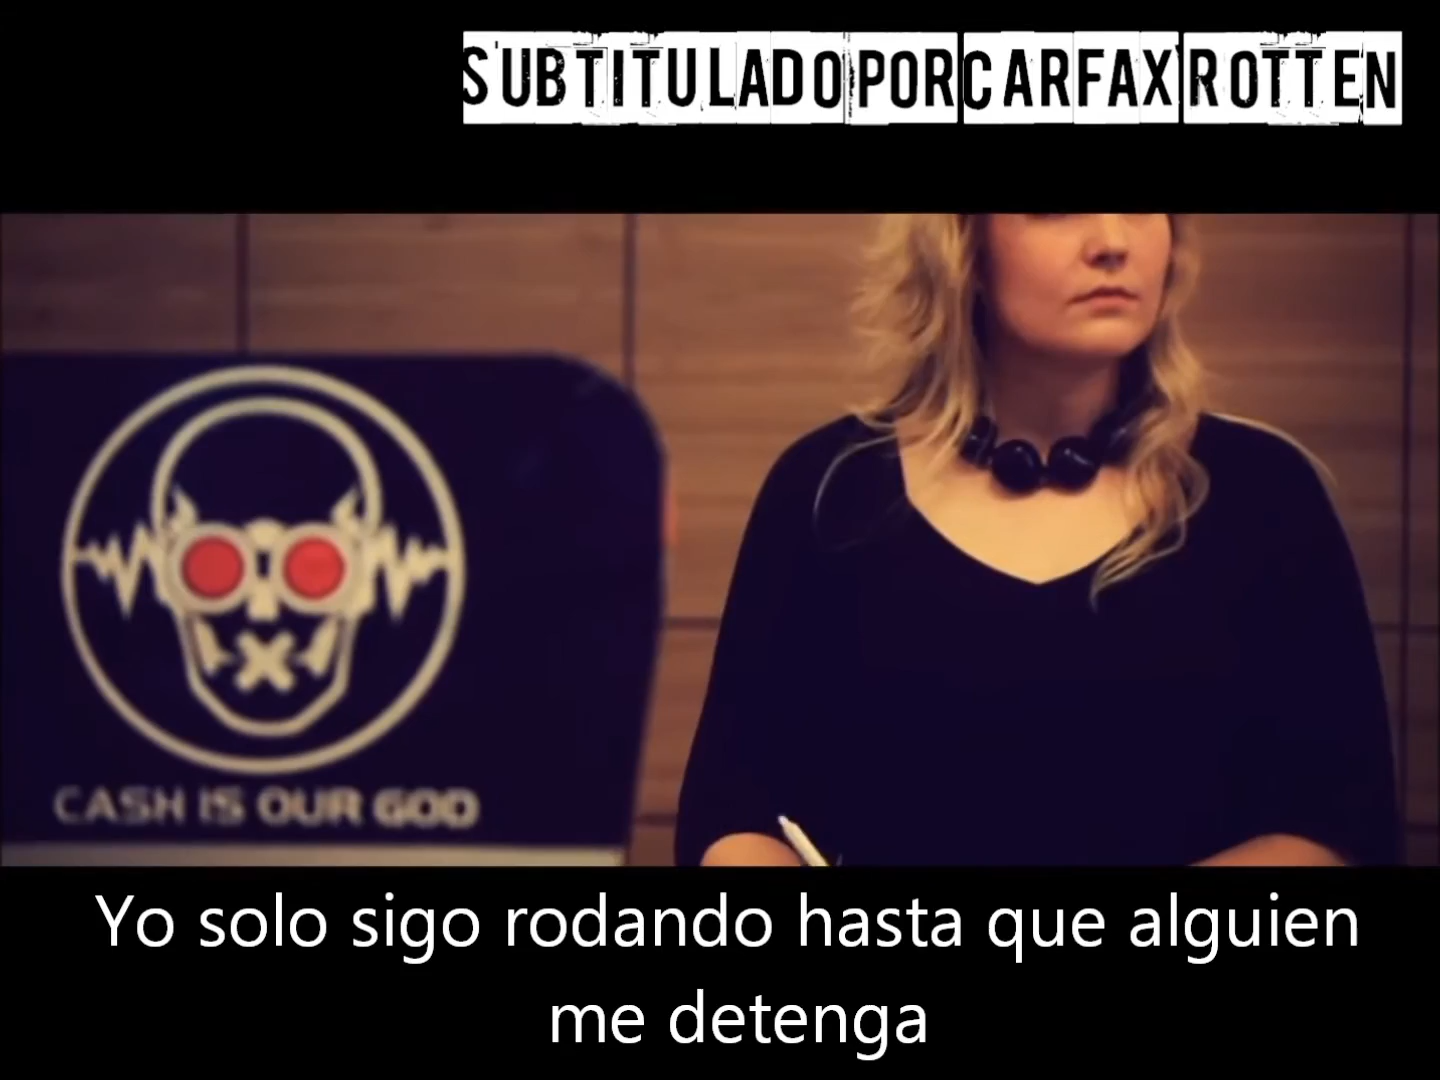 SUBTITULADO POR CARFAX ROTTEN
CASH IS OUR GOD
Yo solo sigo rodando hasta que alguien
me detenga